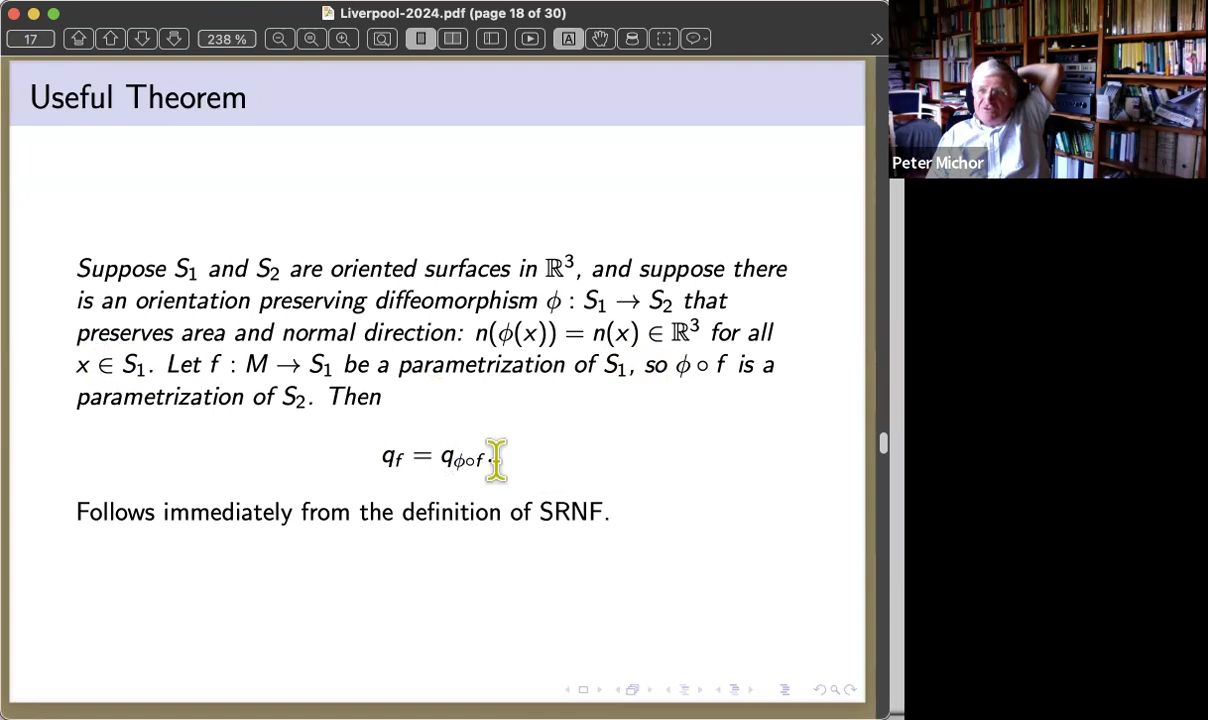 Liverpool-2024.pdf (page 18 of 30)
17
238 %
Useful Theorem
Peter Michor
Suppose S₁ and S₂ are oriented surfaces in ℝ³, and suppose there
is an orientation preserving diffeomorphism ϕ : S₁ → S₂ that
preserves area and normal direction: n(ϕ(x)) = n(x) ∈ ℝ³ for all
x ∈ S₁. Let f : M → S₁ be a parametrization of S₁, so ϕ ∘ f is a
parametrization of S₂. Then
q_f = q_{ϕ∘f}.
Follows immediately from the definition of SRNF.